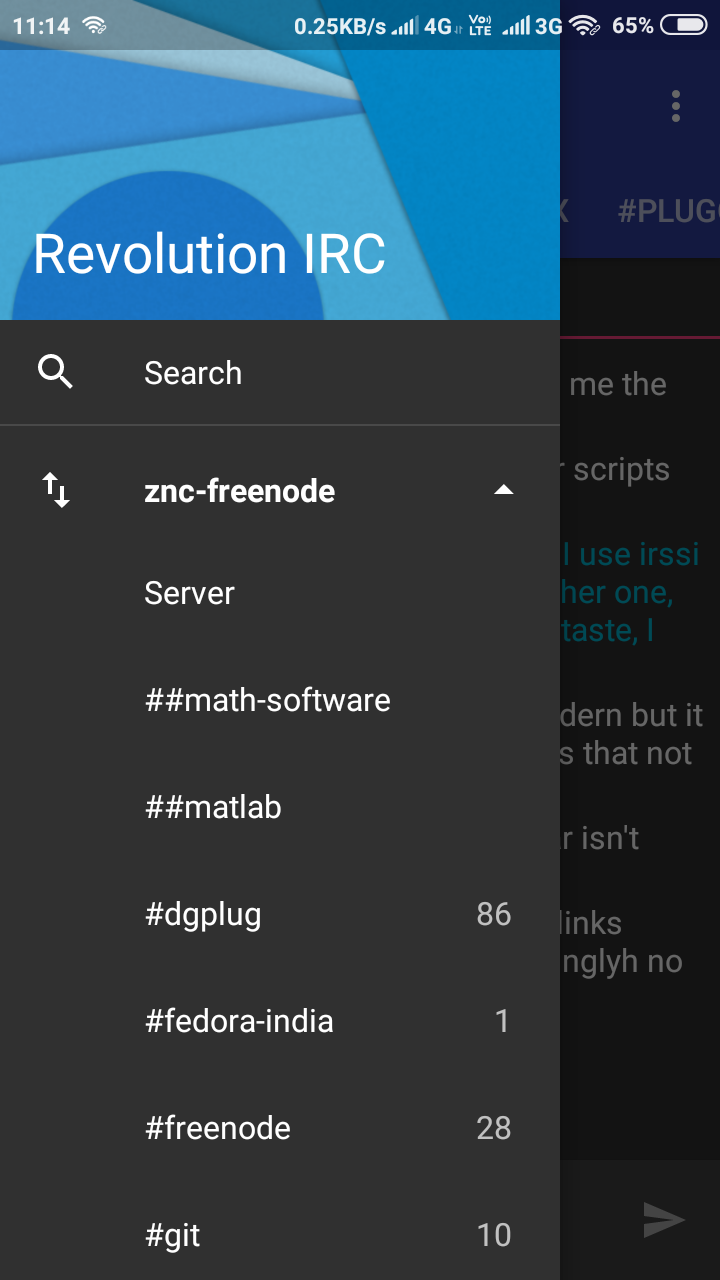 11:14 0.25KB/s 4G Vo) LTE 3G 65%
Revolution IRC
#PLUG
Search
me the
znc-freenode
scripts
Server
I use irssi
her one,
taste, I
##math-software
dern but it
s that not
##matlab
r isn't
#dgplug 86
links
nglyh no
#fedora-india 1
#freenode 28
#git 10